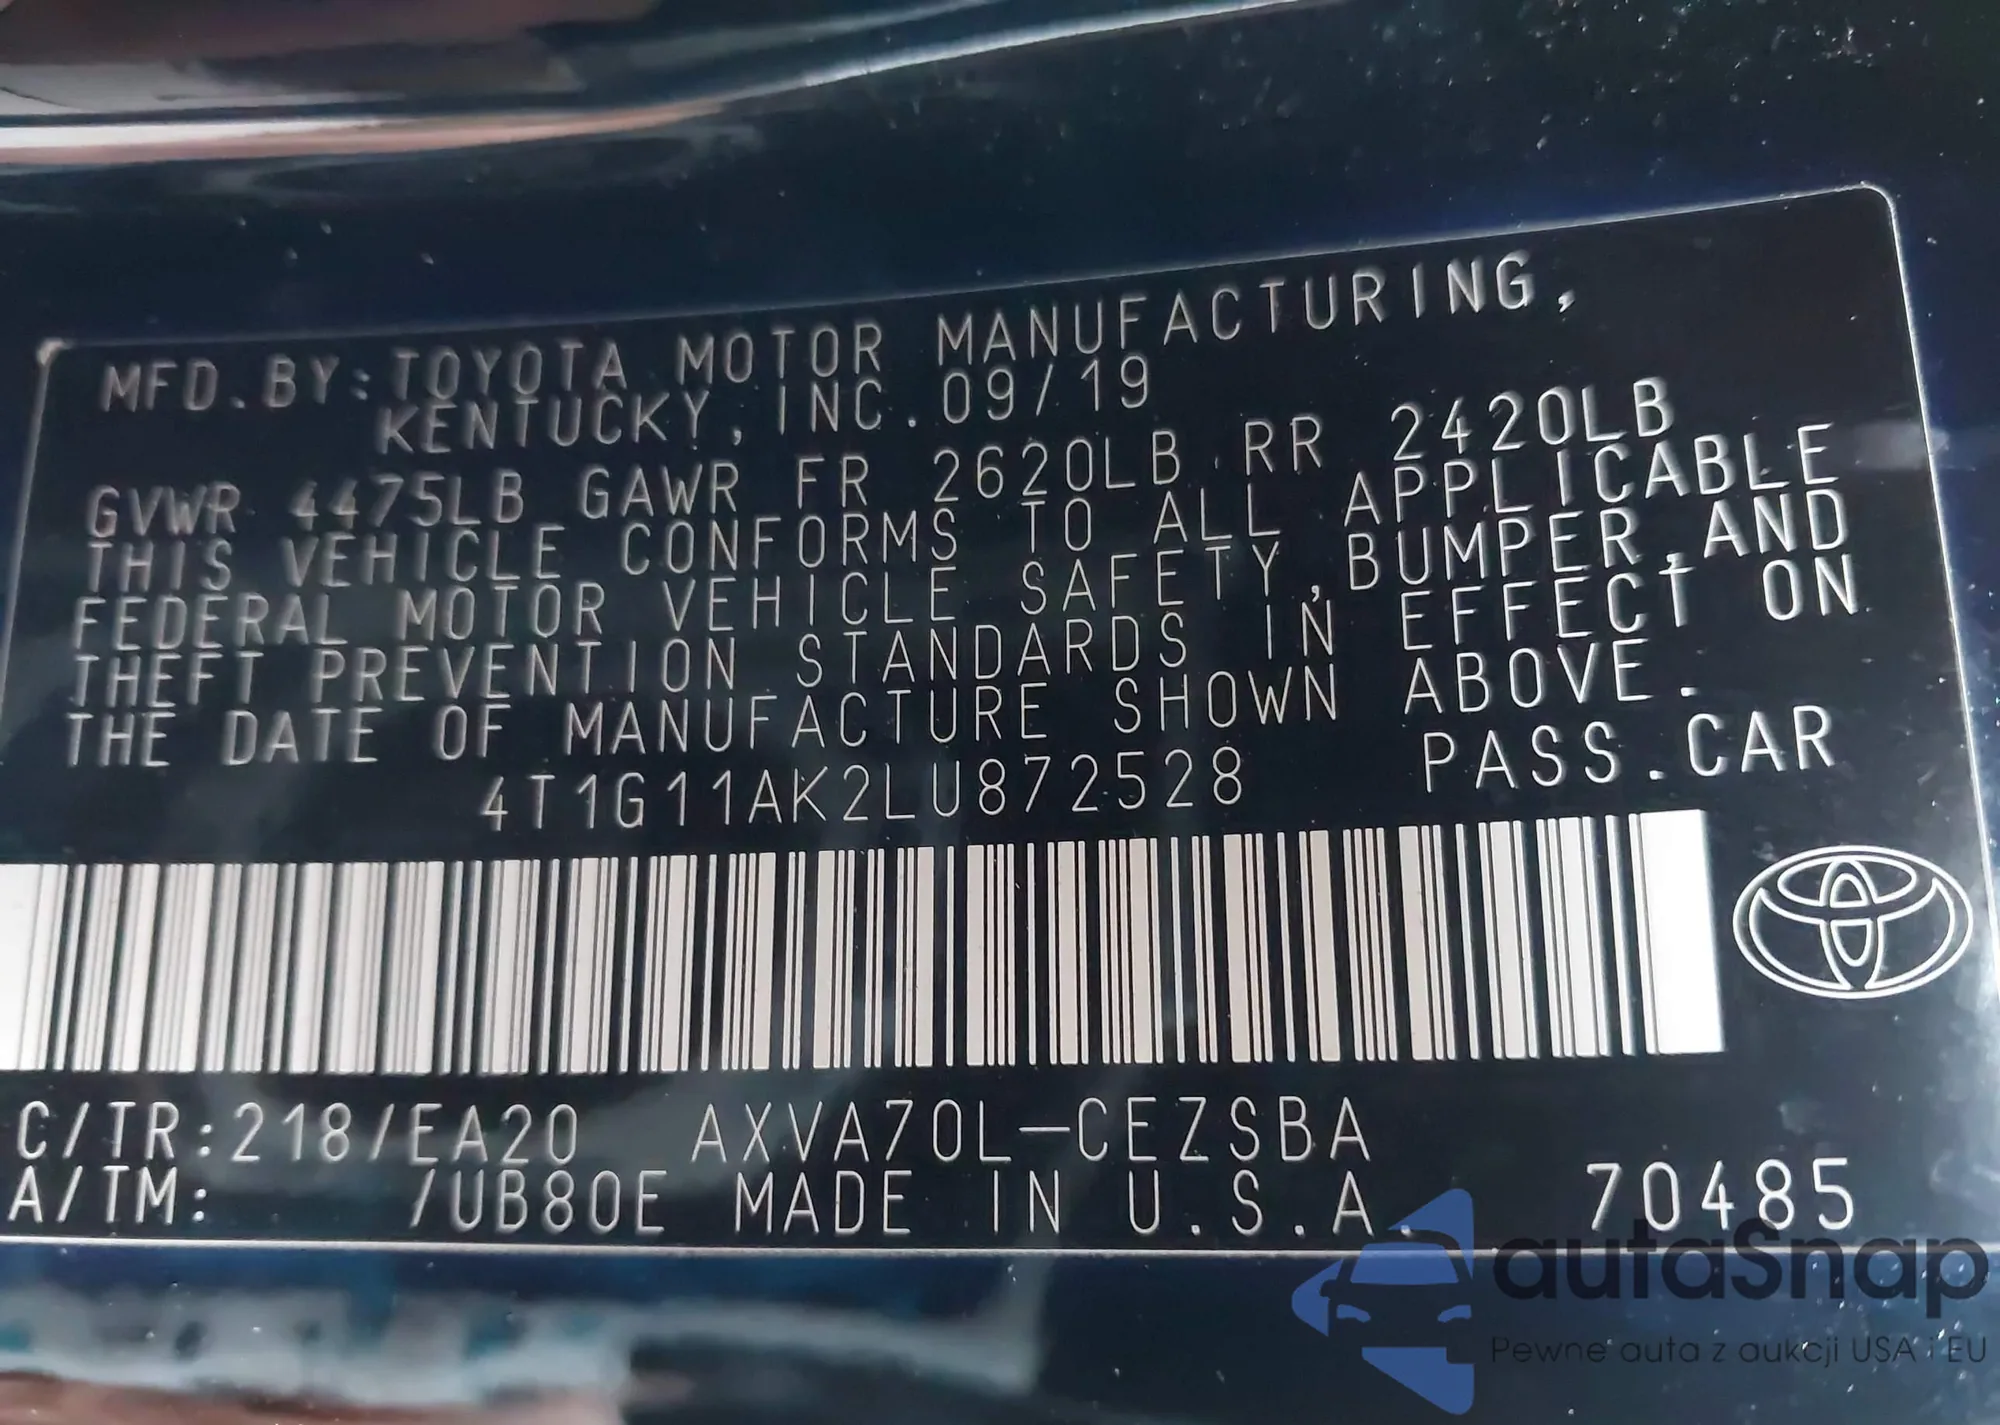 MFD.BY:TOYOTA MOTOR MANUFACTURING,
KENTUCKY, INC.09/19
GVWR 4475LB GAWR FR 2620LB RR 2420LB
THIS VEHICLE CONFORMS TO ALL APPLICABLE
FEDERAL MOTOR VEHICLE SAFETY,BUMPER,AND
THEFT PREVENTION STANDARDS IN EFFECT ON
THE DATE OF MANUFACTURE SHOWN ABOVE.
4T1G11AK2LU872528 PASS.CAR
C/TR:218/EA20 AXVA70L-CEZSBA
A/TM: /UB80E MADE IN U.S.A. 70485
autaSnap
Pewne auta z aukcji USA i EU